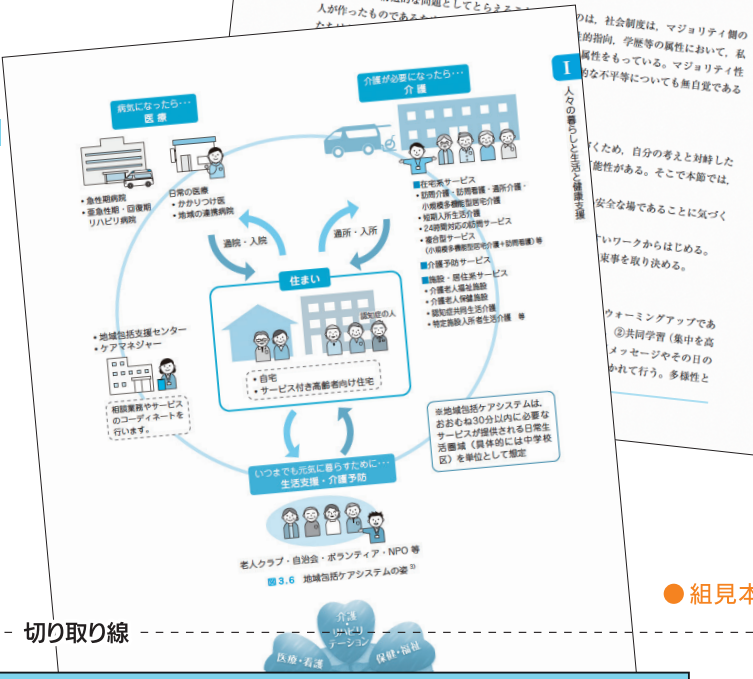 人が作ったものである
のは，社会制度は，マジョリティ側の
性的指向，学歴等の属性において，私
属性をもっている。マジョリティ性
的な不平等についても無自覚である
くため，自分の考えと対峙した
可能性がある。そこで本節では，
安全な場であることに気づく
すいワークからはじめる。
束事を取り決める。
ウォーミングアップであ
②共同学習（集中を高
メッセージやその日の
かれて行う。多様性と
I
人々の暮らしと生活と健康支援
病気になったら･･･
医 療
介護が必要になったら･･･
介 護
・急性期病院
・亜急性期・回復期
リハビリ病院
日常の医療
・かかりつけ医
・地域の連携病院
■在宅系サービス
・訪問介護・訪問看護・通所介護・
小規模多機能型居宅介護
・短期入所生活介護
・24時間対応の訪問サービス
・複合型サービス
（小規模多機能型居宅介護＋訪問看護）等
■介護予防サービス
■施設・居住系サービス
・介護老人福祉施設
・介護老人保健施設
・認知症共同生活介護
・特定施設入所者生活介護 等
通院・入院
通所・入所
住まい
認知症の人
・自宅
・サービス付き高齢者向け住宅
・地域包括支援センター
・ケアマネジャー
相談業務やサービス
のコーディネートを
行います。
※地域包括ケアシステムは、
おおむね30分以内に必要な
サービスが提供される日常生
活圏域（具体的には中学校
区）を単位として想定
いつまでも元気に暮らすために･･･
生活支援・介護予防
老人クラブ・自治会・ボランティア・NPO 等
図3.6 地域包括ケアシステムの姿3)
●組見本
切り取り線
介護
・
リハビリ
テーション
医療・看護
保健・福祉